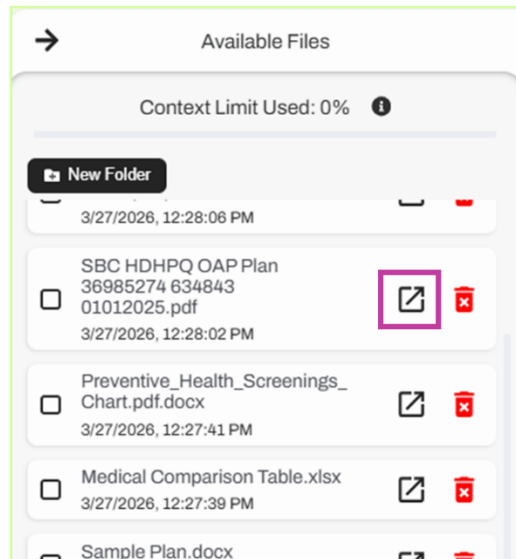 Available Files
Context Limit Used: 0%
New Folder
3/27/2026, 12:28:06 PM
SBC HDHPQ OAP Plan
36985274 634843
01012025.pdf
3/27/2026, 12:28:02 PM
Preventive_Health_Screenings_
Chart.pdf.docx
3/27/2026, 12:27:41 PM
Medical Comparison Table.xlsx
3/27/2026, 12:27:39 PM
Sample Plan.docx